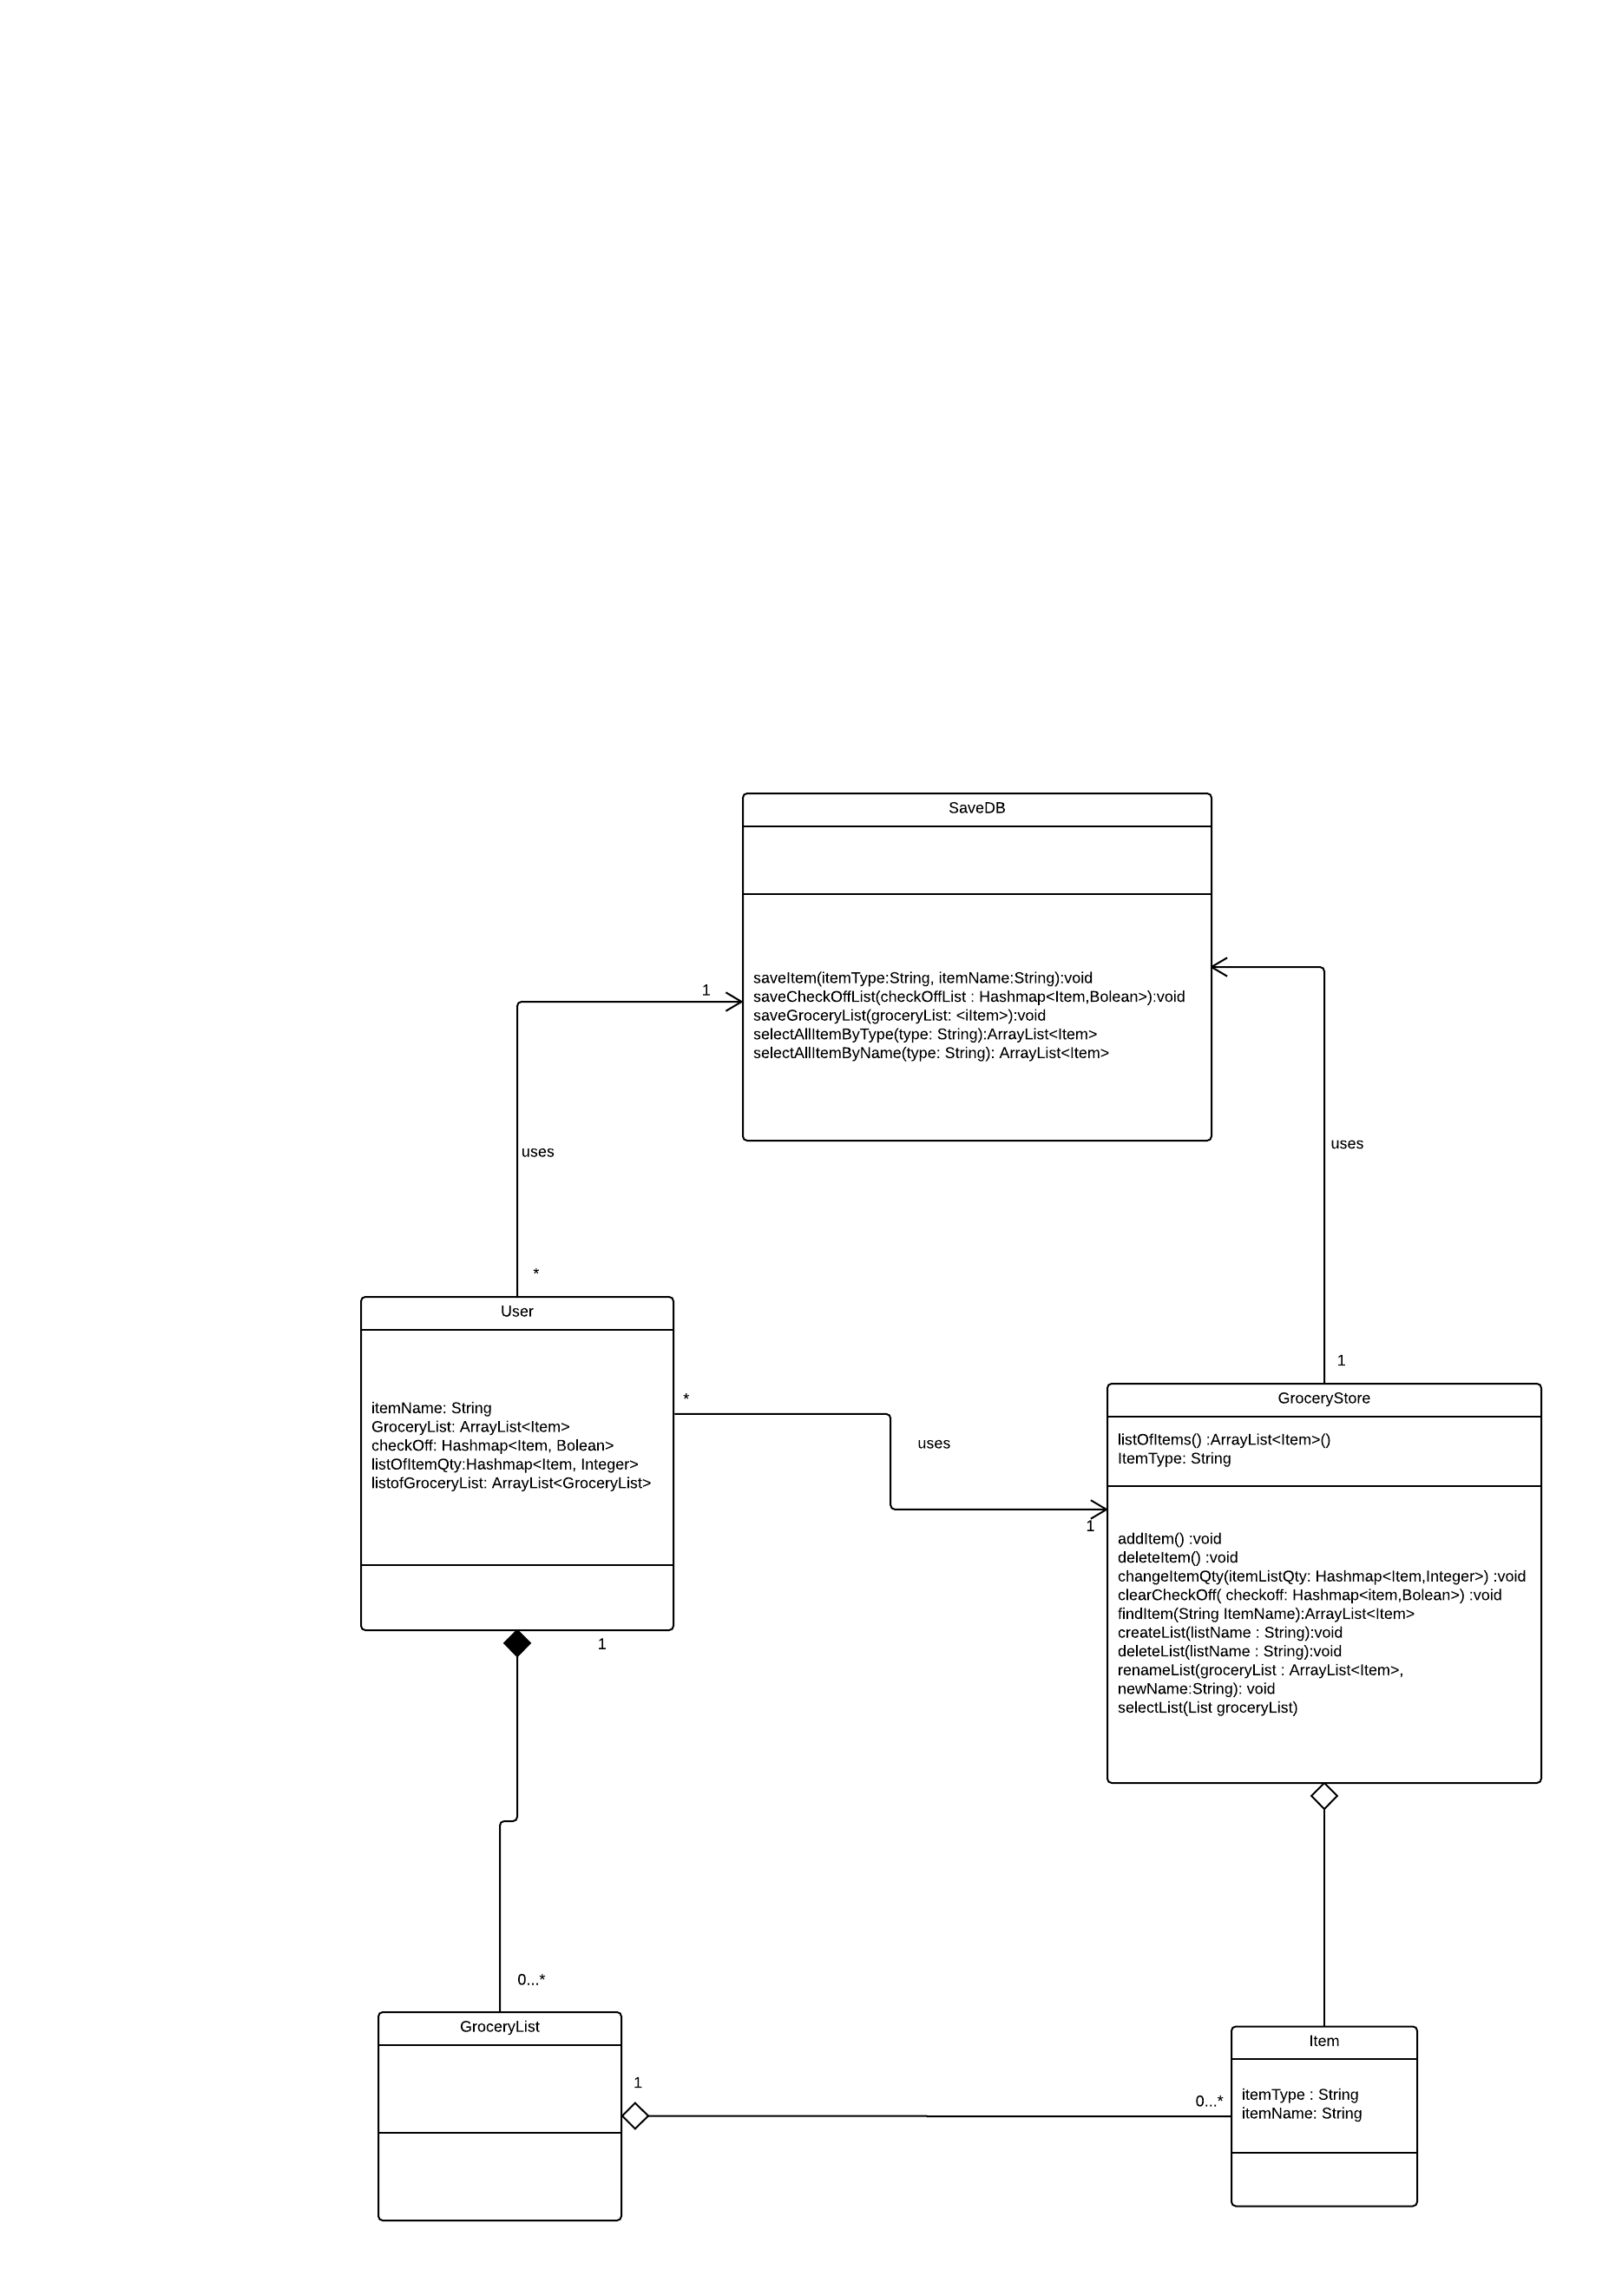 SaveDB
saveItem(itemType:String, itemName:String):void
saveCheckOffList(checkOffList : Hashmap<Item,Bolean>):void
saveGroceryList(groceryList: <iItem>):void
selectAllItemByType(type: String):ArrayList<Item>
selectAllItemByName(type: String): ArrayList<Item>
1
uses
*
uses
1
User
itemName: String
GroceryList: ArrayList<Item>
checkOff: Hashmap<Item, Bolean>
listOfItemQty:Hashmap<Item, Integer>
listofGroceryList: ArrayList<GroceryList>
*
uses
1
GroceryStore
listOfItems() :ArrayList<Item>()
ItemType: String
addItem() :void
deleteItem() :void
changeItemQty(itemListQty: Hashmap<Item,Integer>) :void
clearCheckOff( checkoff: Hashmap<item,Bolean>) :void
findItem(String ItemName):ArrayList<Item>
createList(listName : String):void
deleteList(listName : String):void
renameList(groceryList : ArrayList<Item>,
newName:String): void
selectList(List groceryList)
1
0...*
GroceryList
1
0...*
Item
itemType : String
itemName: String